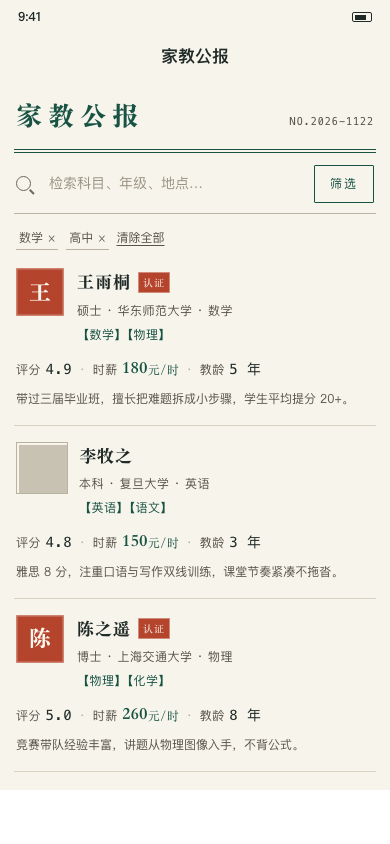 9:41
家教公报
家教公报
NO.2026-1122
检索科目、年级、地点...
筛选
数学 ×
高中 ×
清除全部
王
王雨桐 认证
硕士 · 华东师范大学 · 数学
【数学】【物理】
评分 4.9 · 时薪 180元/时 · 教龄 5 年
带过三届毕业班，擅长把难题拆成小步骤，学生平均提分 20+。
李牧之
本科 · 复旦大学 · 英语
【英语】【语文】
评分 4.8 · 时薪 150元/时 · 教龄 3 年
雅思 8 分，注重口语与写作双线训练，课堂节奏紧凑不拖沓。
陈
陈之遥 认证
博士 · 上海交通大学 · 物理
【物理】【化学】
评分 5.0 · 时薪 260元/时 · 教龄 8 年
竞赛带队经验丰富，讲题从物理图像入手，不背公式。